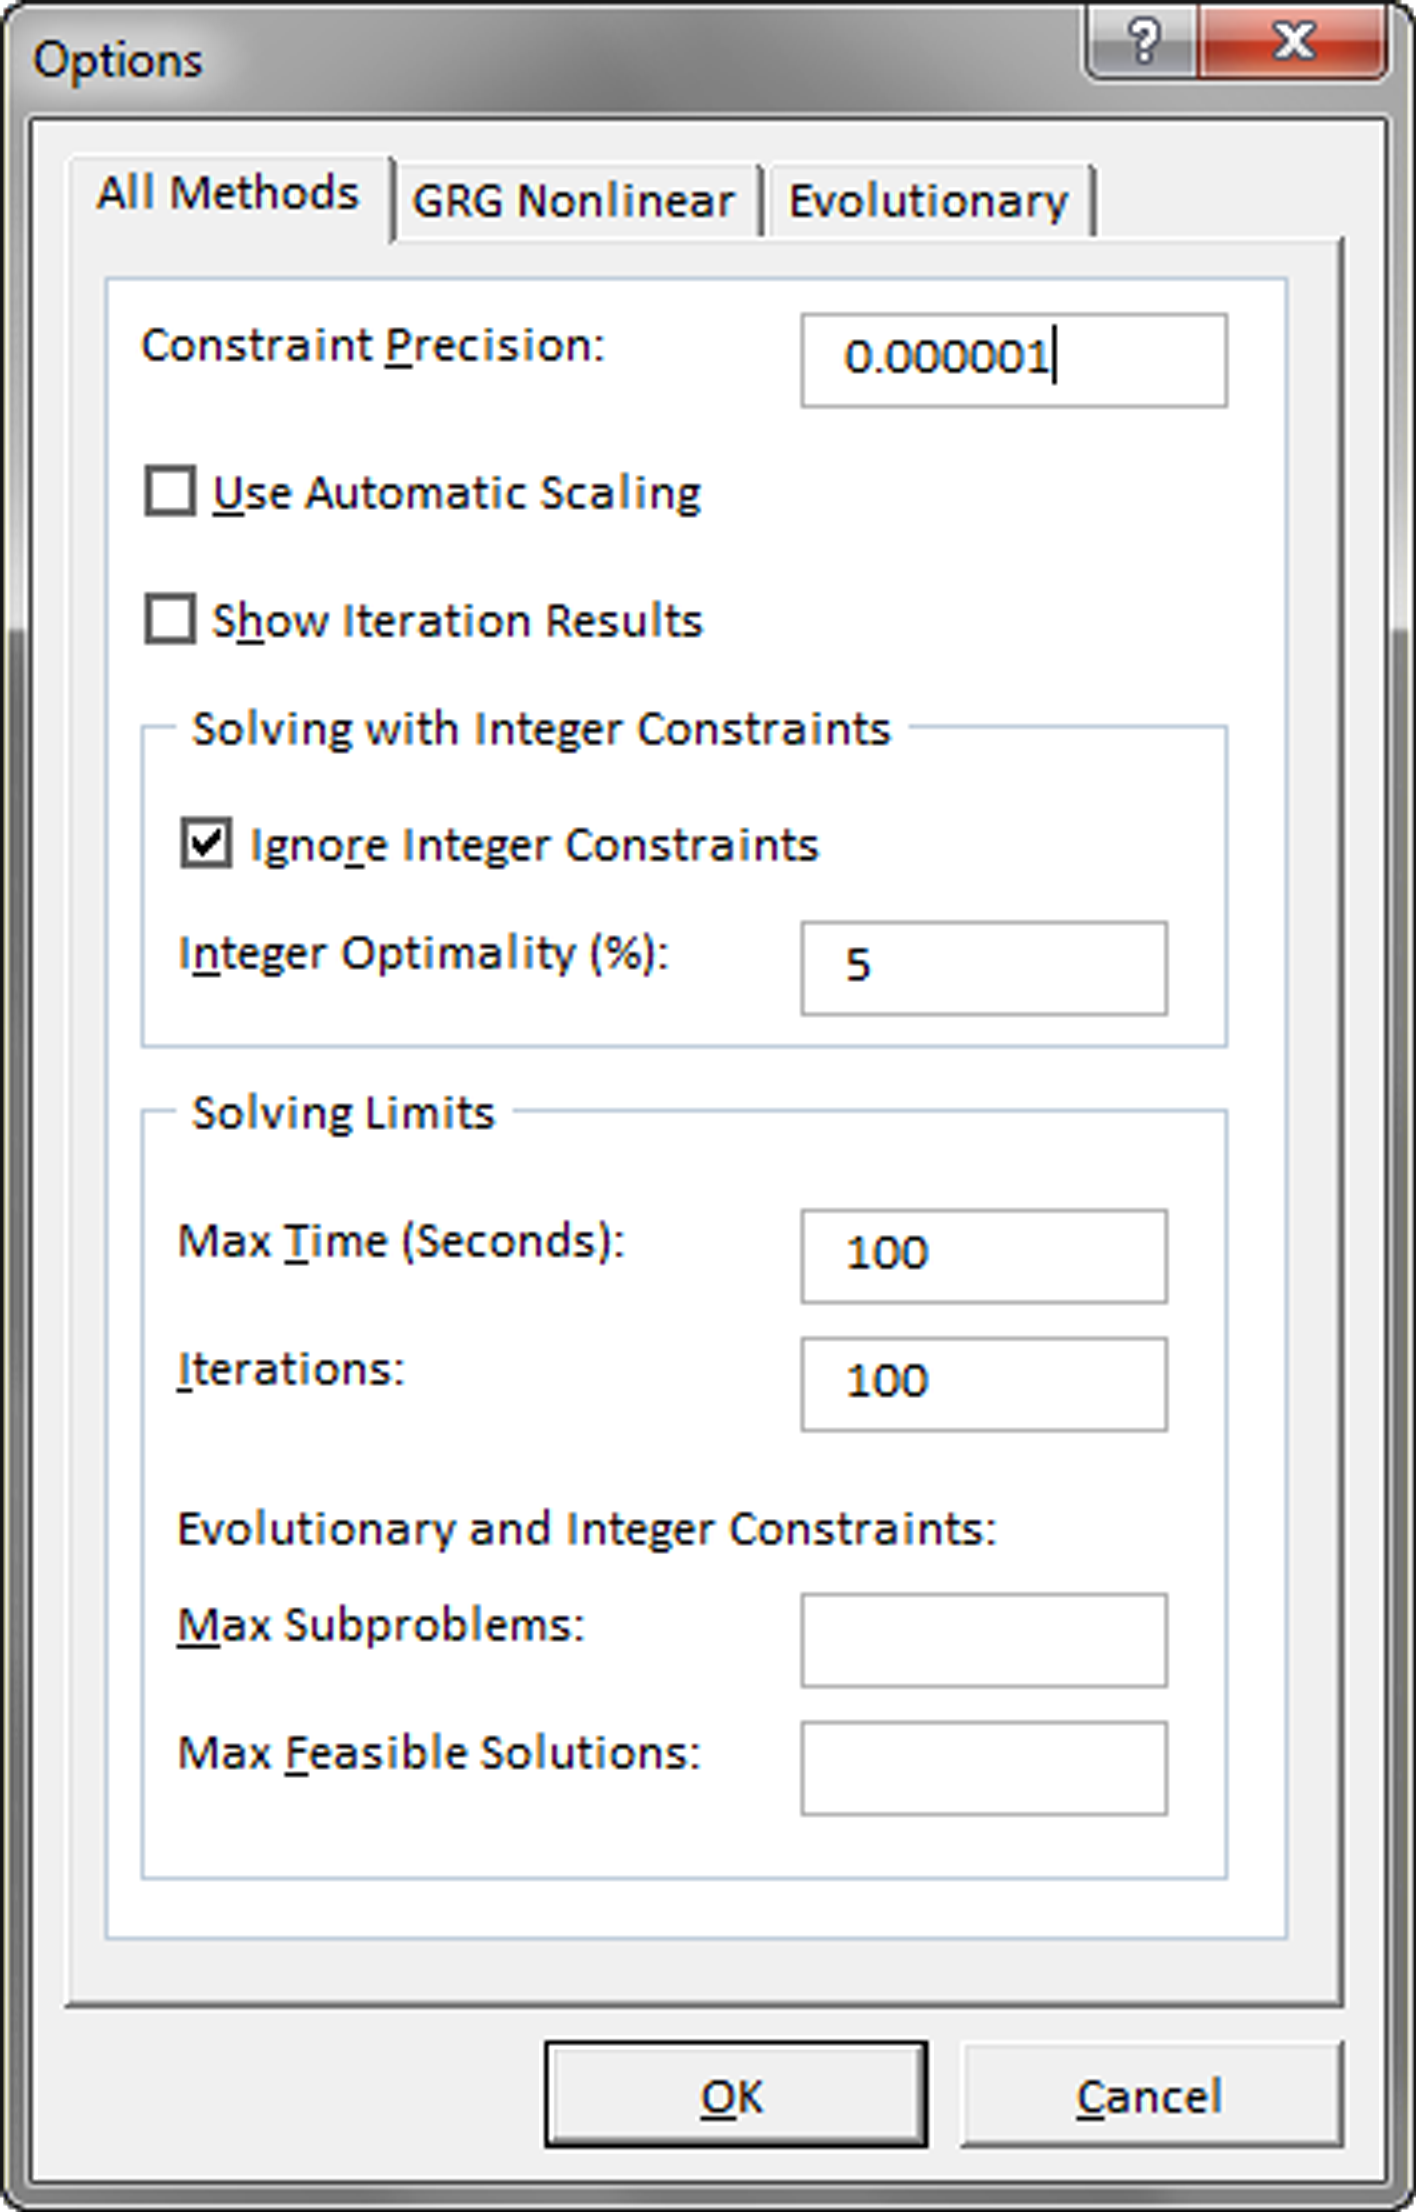 Options
All Methods GRG Nonlinear Evolutionary
Constraint Precision: 0.000001
Use Automatic Scaling
Show Iteration Results
Solving with Integer Constraints
Ignore Integer Constraints
Integer Optimality (%): 5
Solving Limits
Max Time (Seconds): 100
Iterations: 100
Evolutionary and Integer Constraints:
Max Subproblems:
Max Feasible Solutions:
OK Cancel